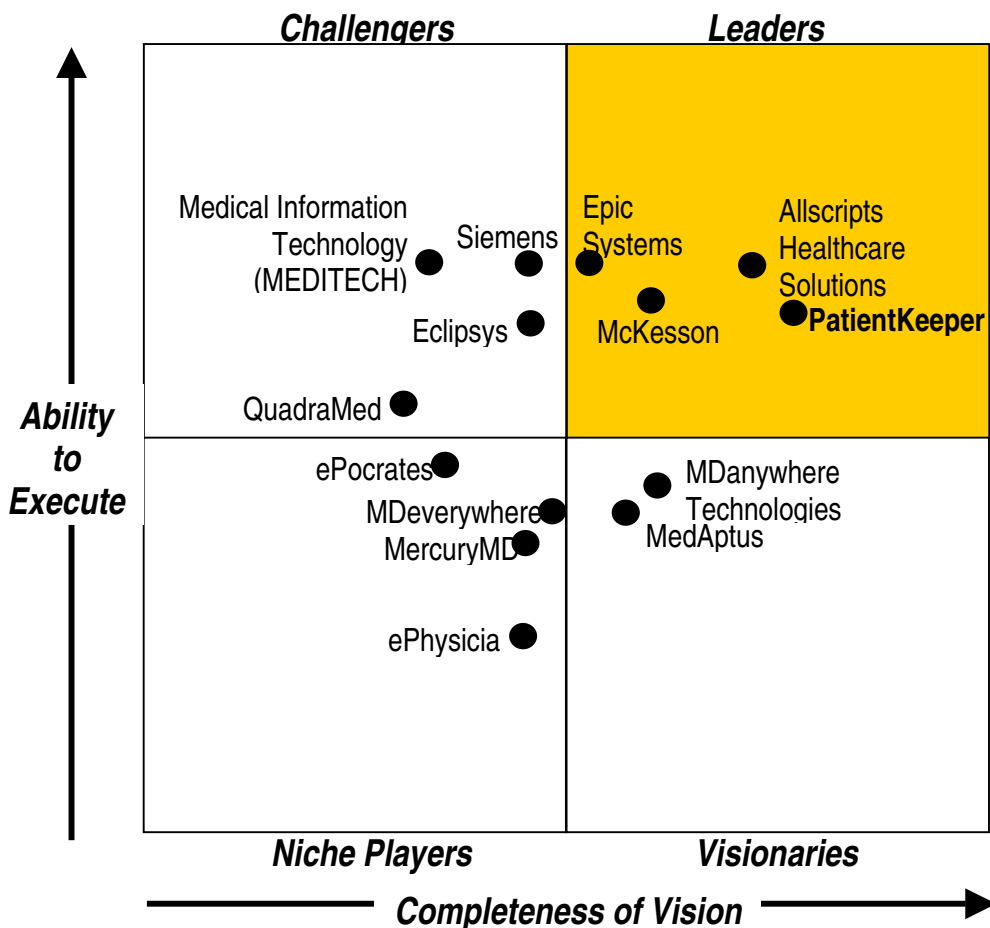 Challengers
Leaders
Medical Information
Technology
(MEDITECH)
Siemens
Epic
Systems
Allscripts
Healthcare
Solutions
Eclipsys
McKesson
PatientKeeper
QuadraMed
Ability
to
Execute
ePocrates
MDeverywhere
MercuryMD
MDanywhere
Technologies
MedAptus
ePhysicia
Niche Players
Visionaries
Completeness of Vision